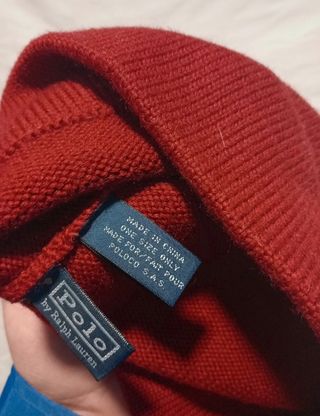 MADE IN CHINA
ONE SIZE ONLY
MADE FOR/FAIT POUR
POLOCO S.A.S.
Polo
by Ralph Lauren